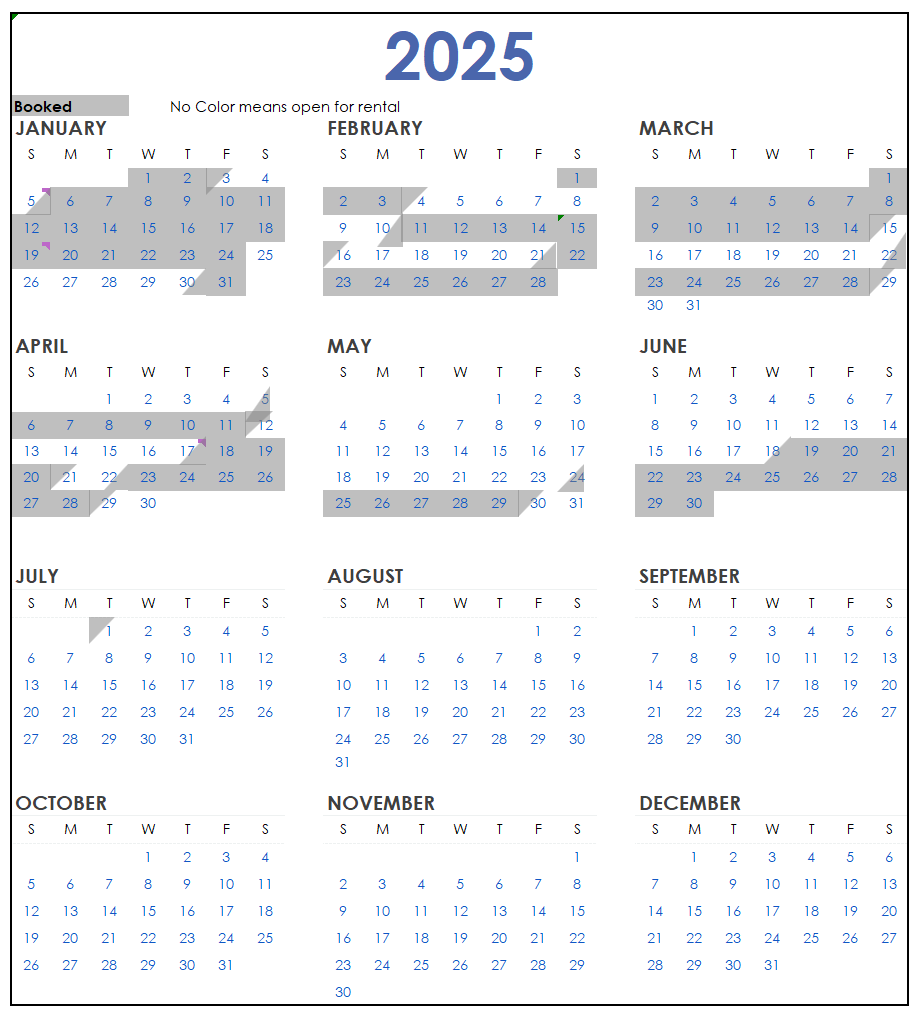 2025
Booked No Color means open for rental
JANUARY FEBRUARY MARCH
S M T W T F S S M T W T F S S M T W T F S
1 2 3 4 1 1
5 6 7 8 9 10 11 2 3 4 5 6 7 8 2 3 4 5 6 7 8
12 13 14 15 16 17 18 9 10 11 12 13 14 15 9 10 11 12 13 14 15
19 20 21 22 23 24 25 16 17 18 19 20 21 22 16 17 18 19 20 21 22
26 27 28 29 30 31 23 24 25 26 27 28 23 24 25 26 27 28 29
30 31
APRIL MAY JUNE
S M T W T F S S M T W T F S S M T W T F S
1 2 3 4 5 1 2 3 1 2 3 4 5 6 7
6 7 8 9 10 11 12 4 5 6 7 8 9 10 8 9 10 11 12 13 14
13 14 15 16 17 18 19 11 12 13 14 15 16 17 15 16 17 18 19 20 21
20 21 22 23 24 25 26 18 19 20 21 22 23 24 22 23 24 25 26 27 28
27 28 29 30 25 26 27 28 29 30 31 29 30
JULY AUGUST SEPTEMBER
S M T W T F S S M T W T F S S M T W T F S
1 2 3 4 5 1 2 1 2 3 4 5 6
6 7 8 9 10 11 12 3 4 5 6 7 8 9 7 8 9 10 11 12 13
13 14 15 16 17 18 19 10 11 12 13 14 15 16 14 15 16 17 18 19 20
20 21 22 23 24 25 26 17 18 19 20 21 22 23 21 22 23 24 25 26 27
27 28 29 30 31 24 25 26 27 28 29 30 28 29 30
31
OCTOBER NOVEMBER DECEMBER
S M T W T F S S M T W T F S S M T W T F S
1 2 3 4 1 1 2 3 4 5 6
5 6 7 8 9 10 11 2 3 4 5 6 7 8 7 8 9 10 11 12 13
12 13 14 15 16 17 18 9 10 11 12 13 14 15 14 15 16 17 18 19 20
19 20 21 22 23 24 25 16 17 18 19 20 21 22 21 22 23 24 25 26 27
26 27 28 29 30 31 23 24 25 26 27 28 29 28 29 30 31
30